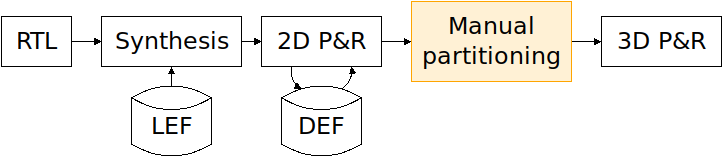 RTL
Synthesis
2D P&R
Manual
partitioning
3D P&R
LEF
DEF